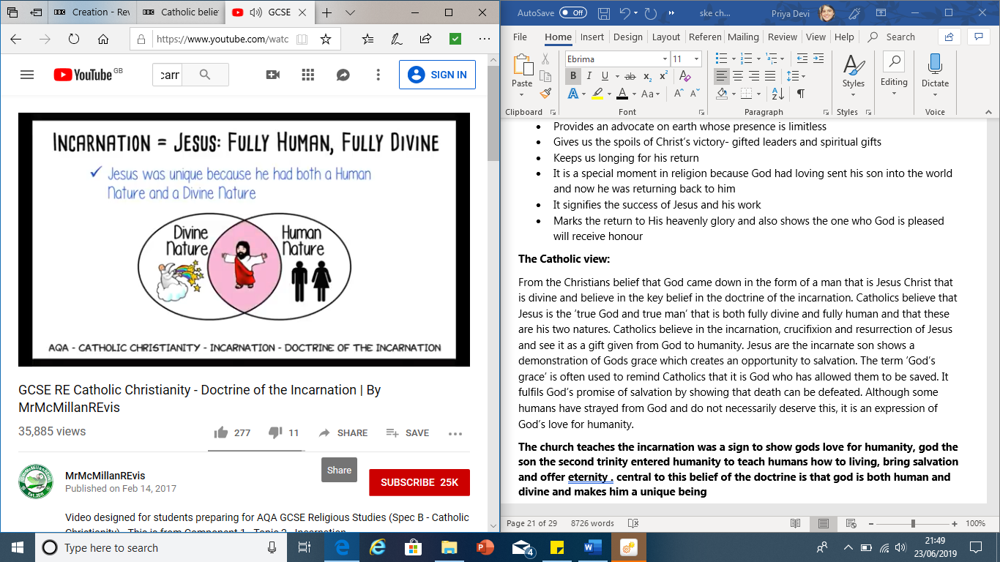 Creation - Rev
Catholic belie
GCSE
https://www.youtube.com/watc
YouTube GB
SIGN IN
INCARNATION = JESUS: FULLY HUMAN, FULLY DIVINE
✓ Jesus was unique because he had both a Human
Nature and a Divine Nature
Divine
Nature
Human
Nature
AQA - CATHOLIC CHRISTIANITY - INCARNATION - DOCTRINE OF THE INCARNATION
GCSE RE Catholic Christianity - Doctrine of the Incarnation | By
MrMcMillanREvis
35,885 views
277
11
SHARE
SAVE
Share
MrMcMillanREvis
Published on Feb 14, 2017
SUBSCRIBE 25K
Video designed for students preparing for AQA GCSE Religious Studies (Spec B - Catholic
AutoSave Off
ske ch...
Priya Devi
File Home Insert Design Layout Referen Mailing Review View Help Search
Paste
Clipboard
Ebrima 11
Font
Paragraph
Styles
Styles
Editing
Dictate
Voice
• Provides an advocate on earth whose presence is limitless
• Gives us the spoils of Christ's victory- gifted leaders and spiritual gifts
• Keeps us longing for his return
• It is a special moment in religion because God had loving sent his son into the world
and now he was returning back to him
• It signifies the success of Jesus and his work
• Marks the return to His heavenly glory and also shows the one who God is pleased
will receive honour
The Catholic view:
From the Christians belief that God came down in the form of a man that is Jesus Christ that
is divine and believe in the key belief in the doctrine of the incarnation. Catholics believe that
Jesus is the 'true God and true man' that is both fully divine and fully human and that these
are his two natures. Catholics believe in the incarnation, crucifixion and resurrection of Jesus
and see it as a gift given from God to humanity. Jesus are the incarnate son shows a
demonstration of Gods grace which creates an opportunity to salvation. The term 'God's
grace' is often used to remind Catholics that it is God who has allowed them to be saved. It
fulfils God's promise of salvation by showing that death can be defeated. Although some
humans have strayed from God and do not necessarily deserve this, it is an expression of
God's love for humanity.
The church teaches the incarnation was a sign to show gods love for humanity, god the
son the second trinity entered humanity to teach humans how to living, bring salvation
and offer eternity . central to this belief of the doctrine is that god is both human and
divine and makes him a unique being
Page 21 of 29 8726 words
100%
Type here to search
4
21:49
23/06/2019